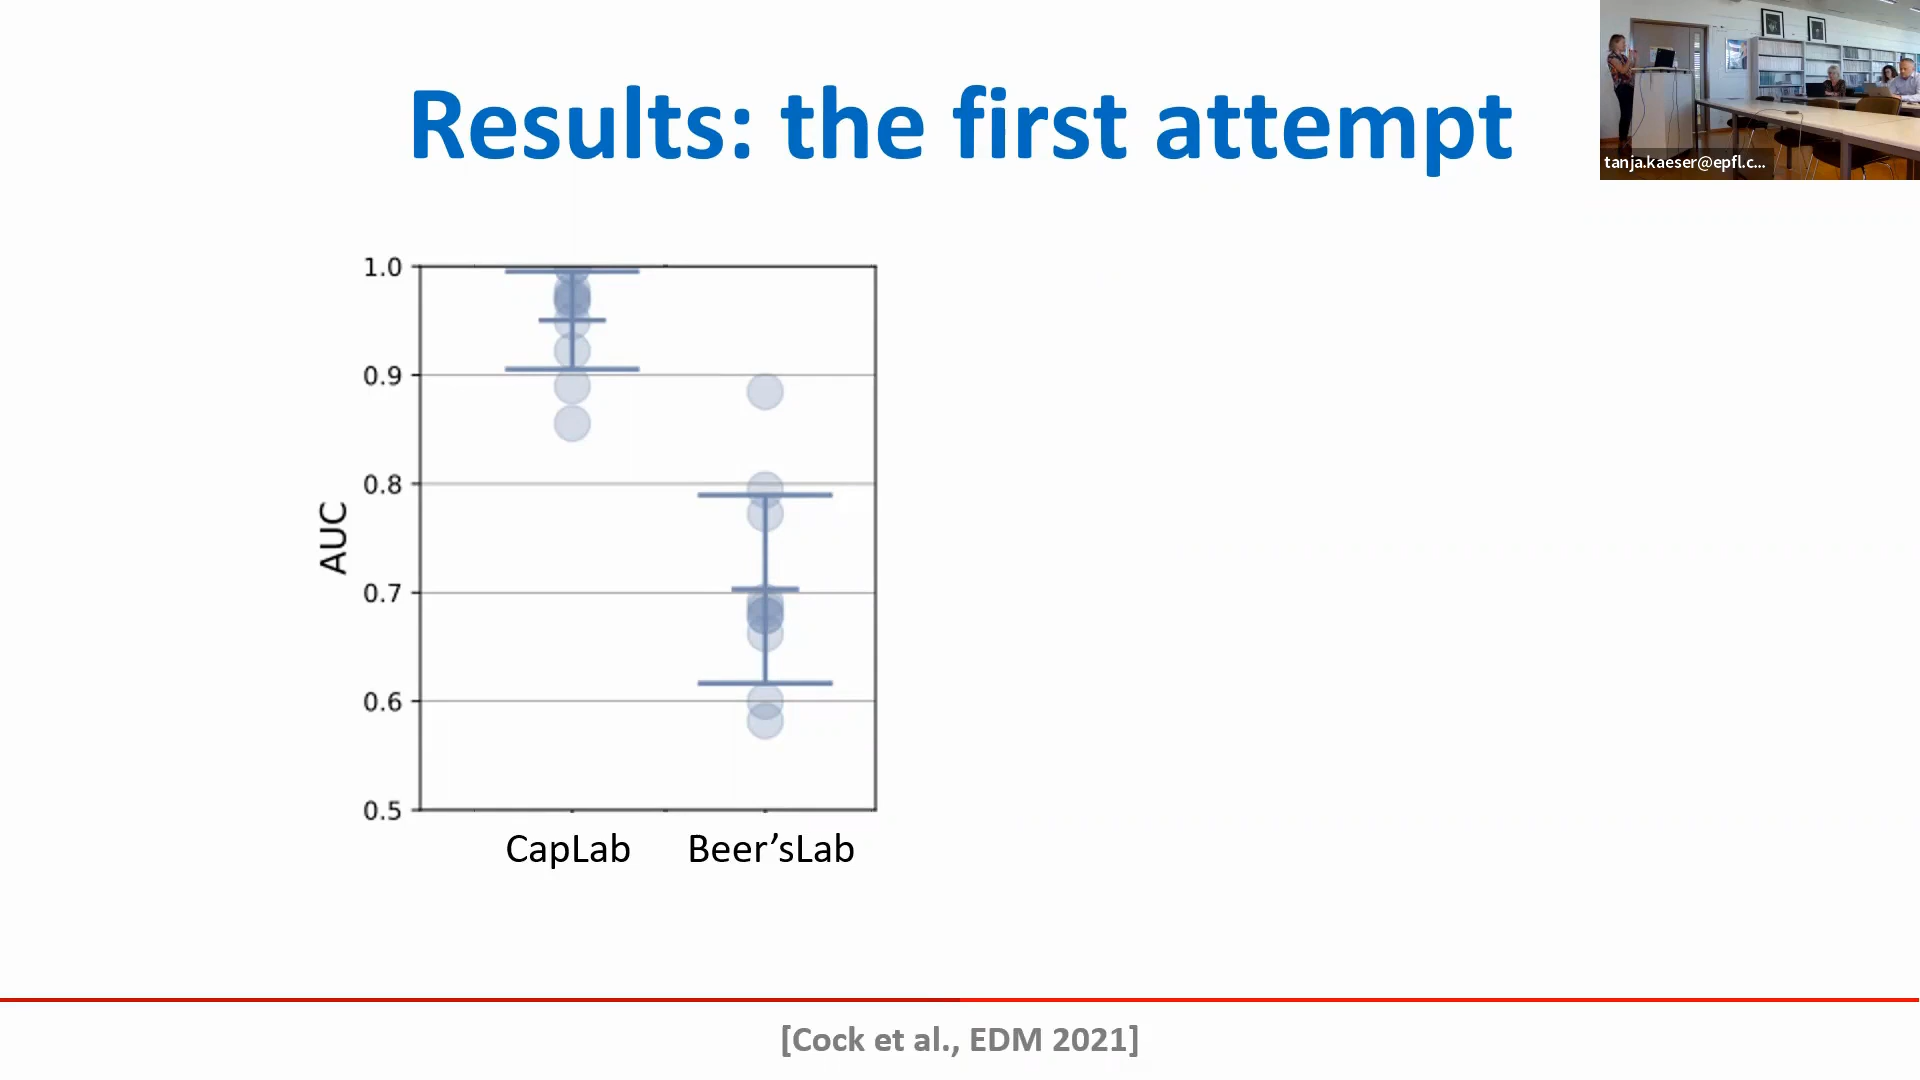 Results: the first attempt
tanja.kaeser@epfl.c...
1.0
0.9
0.8
0.7
0.6
0.5
AUC
CapLab
Beer’sLab
[Cock et al., EDM 2021]